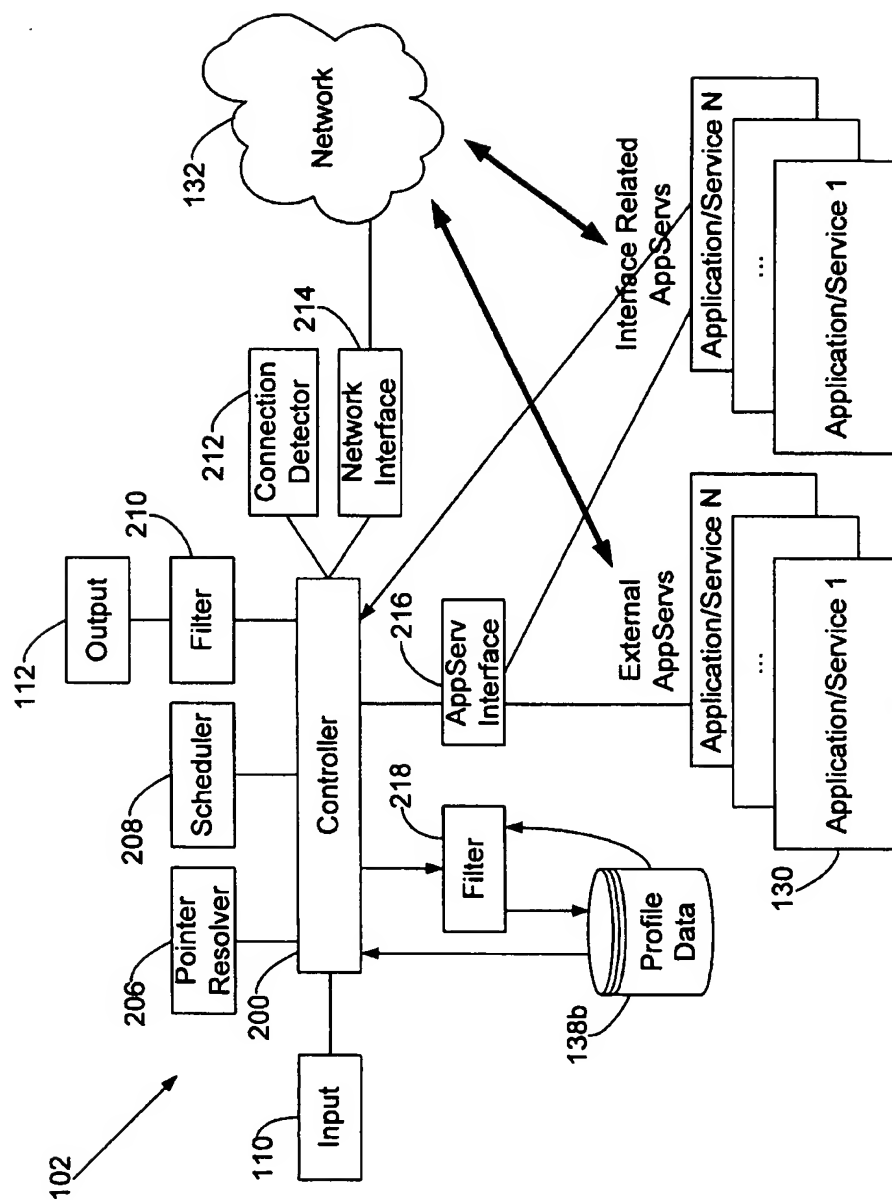 102
110
Input
200
206
Pointer
Resolver
208
Scheduler
112
Output
210
Filter
Controller
212
Connection
Detector
214
Network
Interface
132
Network
138b
Profile
Data
218
Filter
216
AppServ
Interface
External
AppServs
Interface Related
AppServs
130
Application/Service N
...
Application/Service 1
Application/Service N
...
Application/Service 1